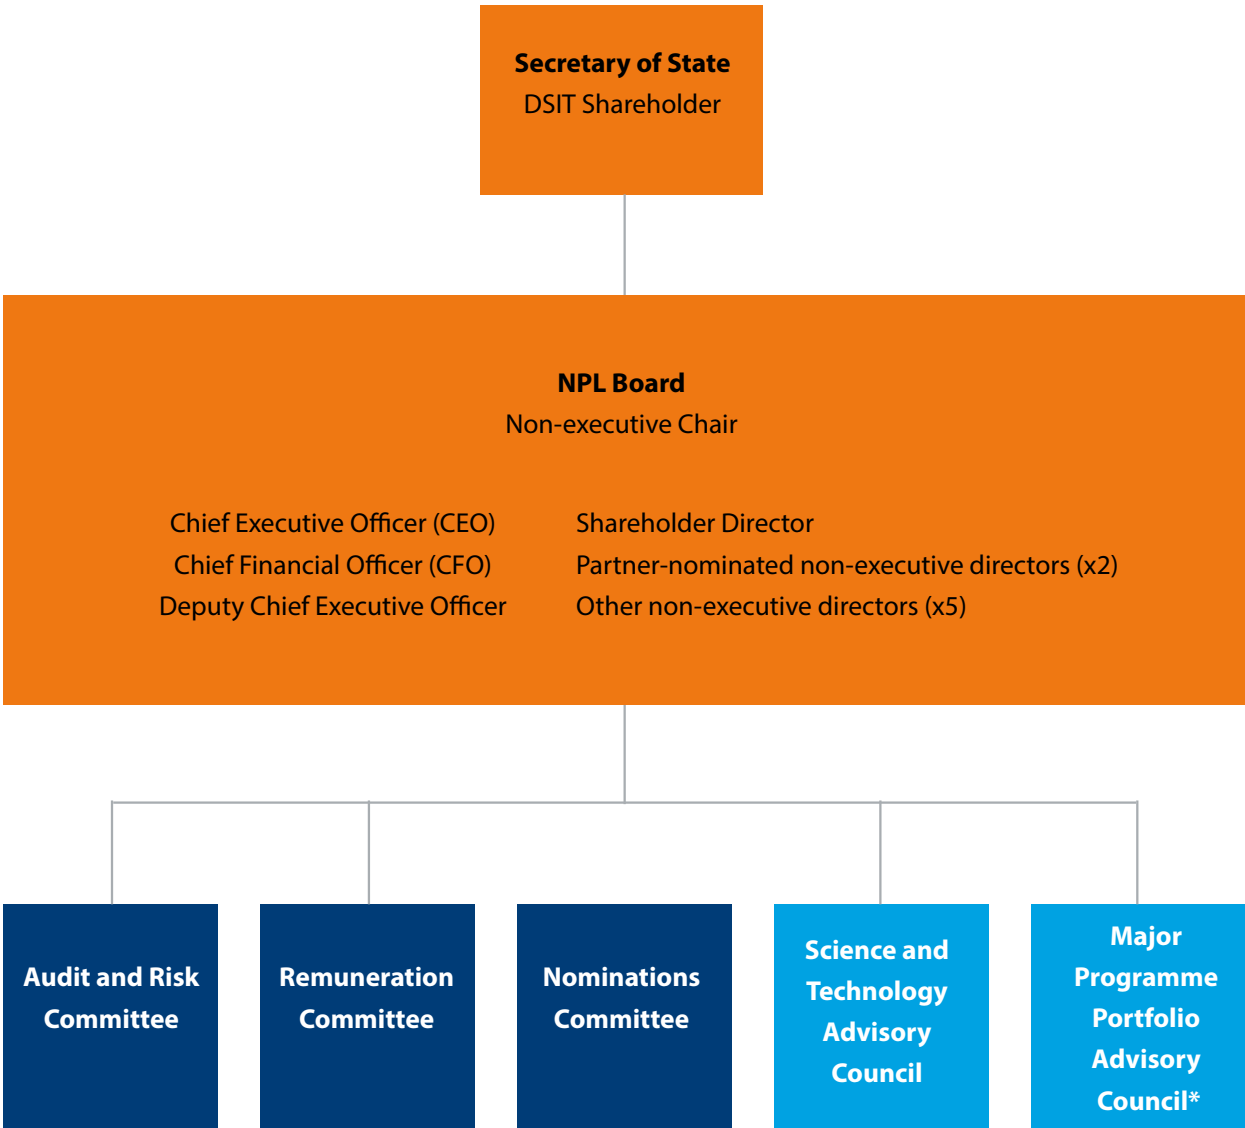 Secretary of State
DSIT Shareholder
NPL Board
Non-executive Chair
Chief Executive Officer (CEO)
Chief Financial Officer (CFO)
Deputy Chief Executive Officer
Shareholder Director
Partner-nominated non-executive directors (x2)
Other non-executive directors (x5)
Audit and Risk
Committee
Remuneration
Committee
Nominations
Committee
Science and
Technology
Advisory
Council
Major
Programme
Portfolio
Advisory
Council*